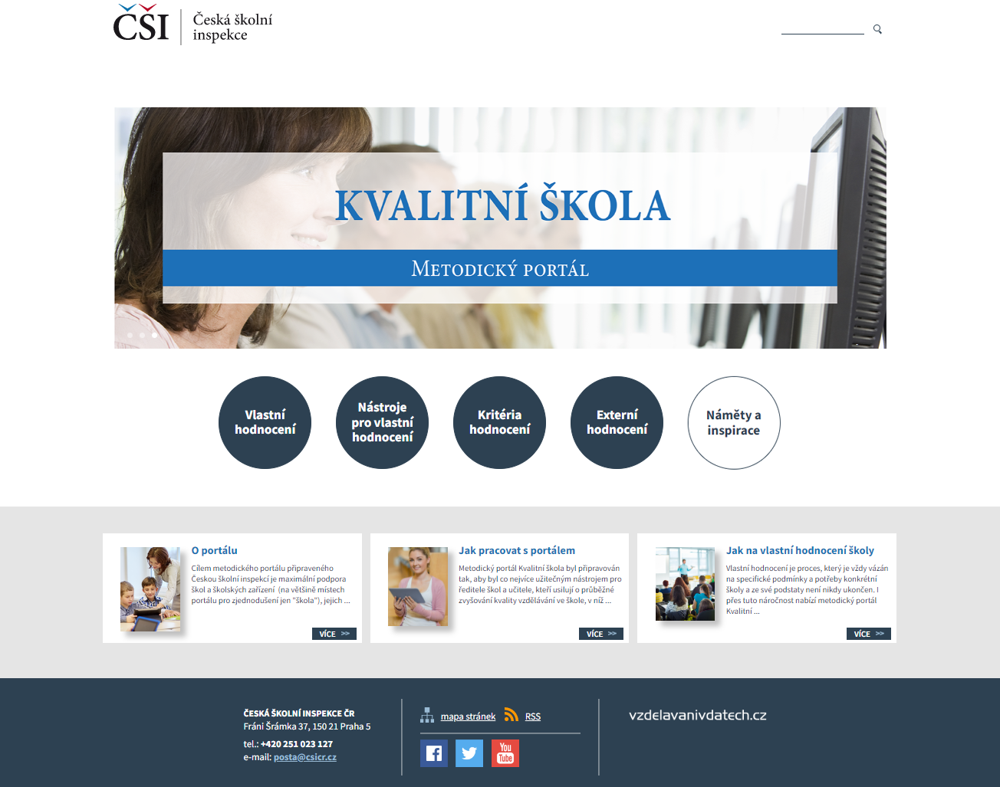 ČŠI
Česká školní
inspekce
KVALITNÍ ŠKOLA
Metodický portál
Vlastní
hodnocení
Nástroje
pro vlastní
hodnocení
Kritéria
hodnocení
Externí
hodnocení
Náměty a
inspirace
O portálu
Cílem metodického portálu připraveného
Českou školní inspekcí je maximální podpora
škol a školských zařízení (na většině místech
portálu pro zjednodušení jen "škola"), jejich ...
VÍCE >>
Jak pracovat s portálem
Metodický portál Kvalitní škola byl připravován
tak, aby byl co nejvíce užitečným nástrojem pro
ředitele škol a učitele, kteří usilují o průběžné
zvyšování kvality vzdělávání ve škole, v níž ...
VÍCE >>
Jak na vlastní hodnocení školy
Vlastní hodnocení je proces, který je vždy vázán
na specifické podmínky a potřeby konkrétní
školy a ze své podstaty není nikdy ukončen. I
přes tuto náročnost nabízí metodický portál
Kvalitní ...
VÍCE >>
ČESKÁ ŠKOLNÍ INSPEKCE ČR
Fráni Šrámka 37, 150 21 Praha 5
tel.: +420 251 023 127
e-mail: posta@csicr.cz
mapa stránek
RSS
You
Tube
vzdelavanivdatech.cz